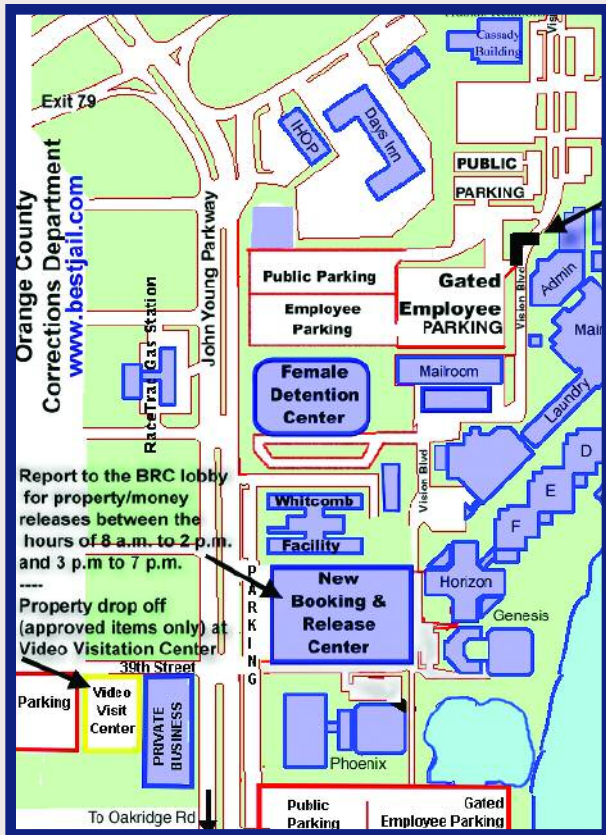 Cassady
Building
Exit 79
IHOP
Days Inn
PUBLIC
PARKING
Orange County
Corrections Department
www.bestjail.com
John Young Parkway
Public Parking
Employee
Parking
Gated
Employee
PARKING
Vision Blvd
Admin
RaceTrac Gas Station
Female
Detention
Center
Mailroom
Laundry
Vision Blvd
D
E
F
Report to the BRC lobby
for property/money
releases between the
hours of 8 a.m. to 2 p.m.
and 3 p.m to 7 p.m.
----
Property drop off
(approved items only) at
Video Visitation Center
Whitcomb
Facility
PARKING
New
Booking &
Release
Center
Horizon
Genesis
39th Street
Parking
Video
Visit
Center
PRIVATE
BUSINESS
Phoenix
To Oakridge Rd
Public
Parking
Gated
Employee Parking